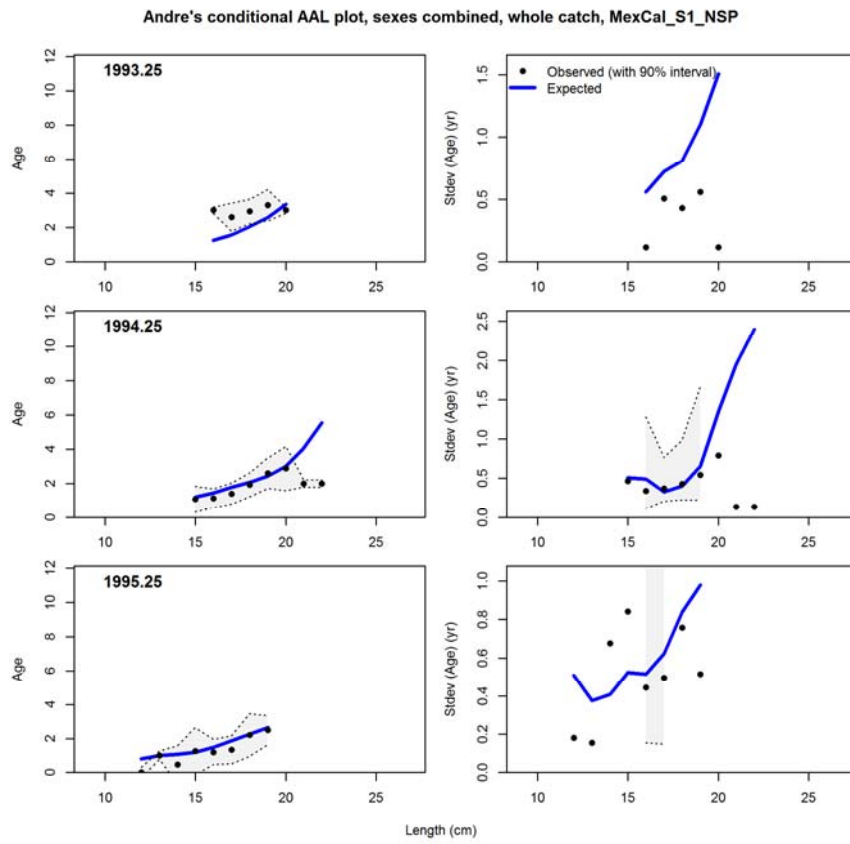 Andre's conditional AAL plot, sexes combined, whole catch, MexCal_S1_NSP
1993.25
Age
0 2 4 6 8 10 12
10 15 20 25
Observed (with 90% interval)
Expected
Stdev (Age) (yr)
0.0 0.5 1.0 1.5
10 15 20 25
1994.25
Age
0 2 4 6 8 10 12
10 15 20 25
Stdev (Age) (yr)
0.0 0.5 1.0 1.5 2.0 2.5
10 15 20 25
1995.25
Age
0 2 4 6 8 10 12
10 15 20 25
Stdev (Age) (yr)
0.0 0.2 0.4 0.6 0.8 1.0
10 15 20 25
Length (cm)